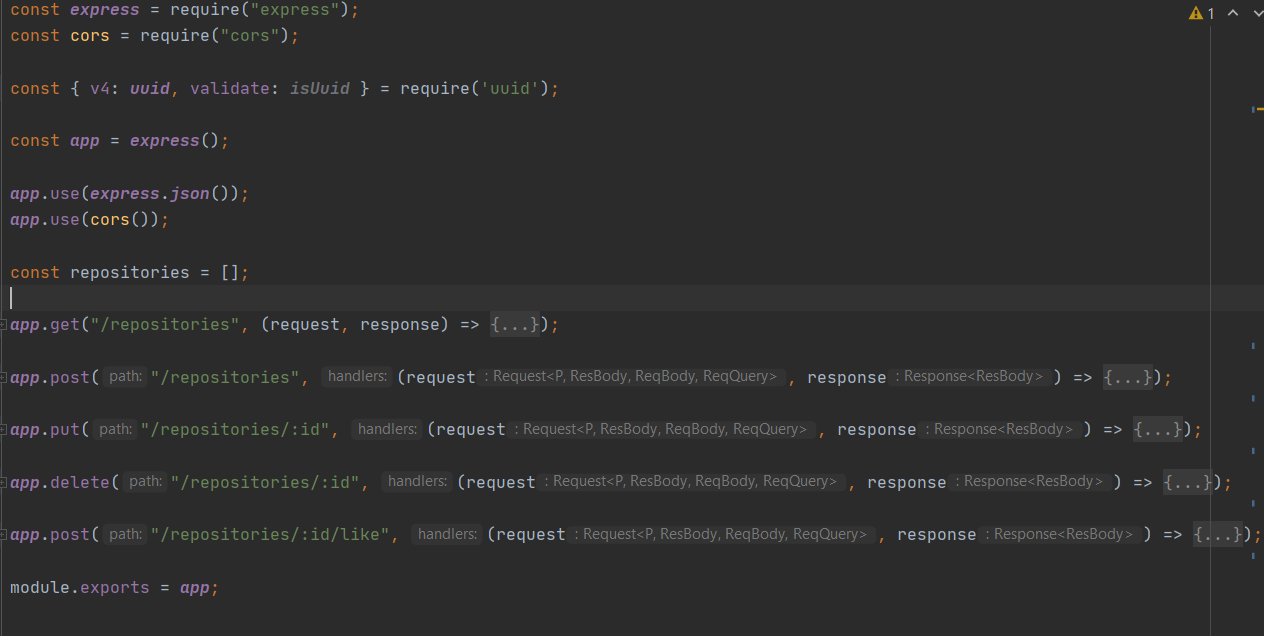 const express = require("express");
1
const cors = require("cors");
const { v4: uuid, validate: isUuid } = require('uuid');
const app = express();
app.use(express.json());
app.use(cors());
const repositories = [];
app.get("/repositories", (request, response) => {...});
app.post( path: "/repositories", handlers: (request : Request<P, ResBody, ReqBody, ReqQuery> , response : Response<ResBody> ) => {...});
app.put( path: "/repositories/:id", handlers: (request : Request<P, ResBody, ReqBody, ReqQuery> , response : Response<ResBody> ) => {...});
app.delete( path: "/repositories/:id", handlers: (request : Request<P, ResBody, ReqBody, ReqQuery> , response : Response<ResBody> ) => {...});
app.post( path: "/repositories/:id/like", handlers: (request : Request<P, ResBody, ReqBody, ReqQuery> , response : Response<ResBody> ) => {...});
module.exports = app;